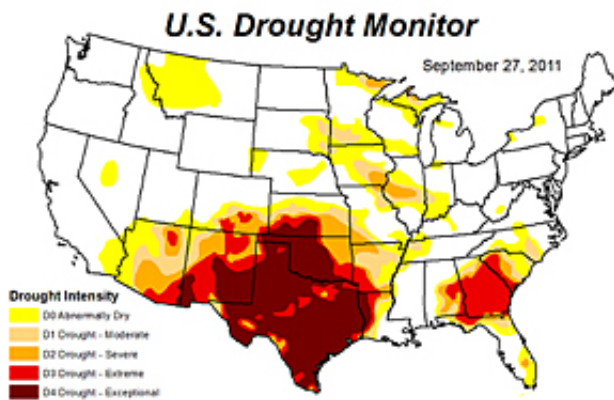 U.S. Drought Monitor
September 27, 2011
Drought Intensity
D0 Abnormally Dry
D1 Drought - Moderate
D2 Drought - Severe
D3 Drought - Extreme
D4 Drought - Exceptional